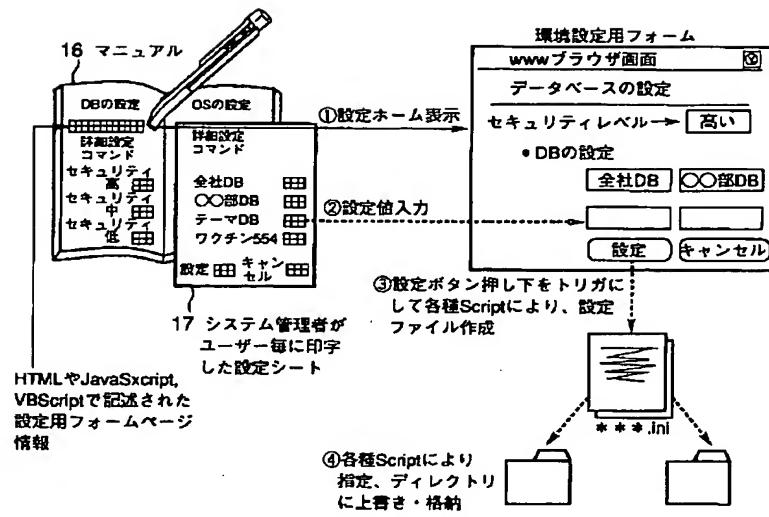 16 マニュアル
DBの設定
詳細設定
コマンド
セキュリティ
高
セキュリティ
中
セキュリティ
低
OSの設定
詳細設定
コマンド
全社DB
○○部DB
テーマDB
ワクチン554
設定 キャン
セル
17 システム管理者が
ユーザー毎に印字
した設定シート
HTMLやJavaSxcript,
VBScriptで記述された
設定用フォームページ
情報
①設定ホーム表示
②設定値入力
環境設定用フォーム
wwwブラウザ画面
データベースの設定
セキュリティレベル 高い
•DBの設定
全社DB ○○部DB
設定 キャンセル
③設定ボタン押し下をトリガに
して各種Scriptにより、設定
ファイル作成
***.ini
④各種Scriptにより
指定、ディレクトリ
に上書き・格納